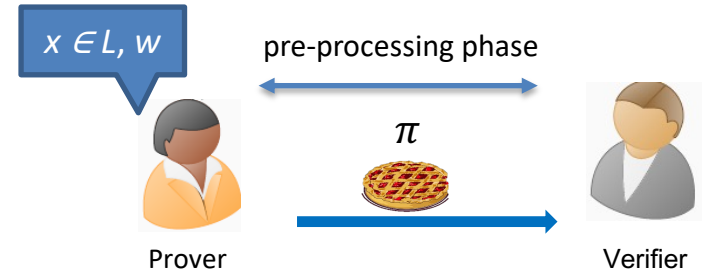 x ∈ L, w
pre-processing phase
π
Prover
Verifier